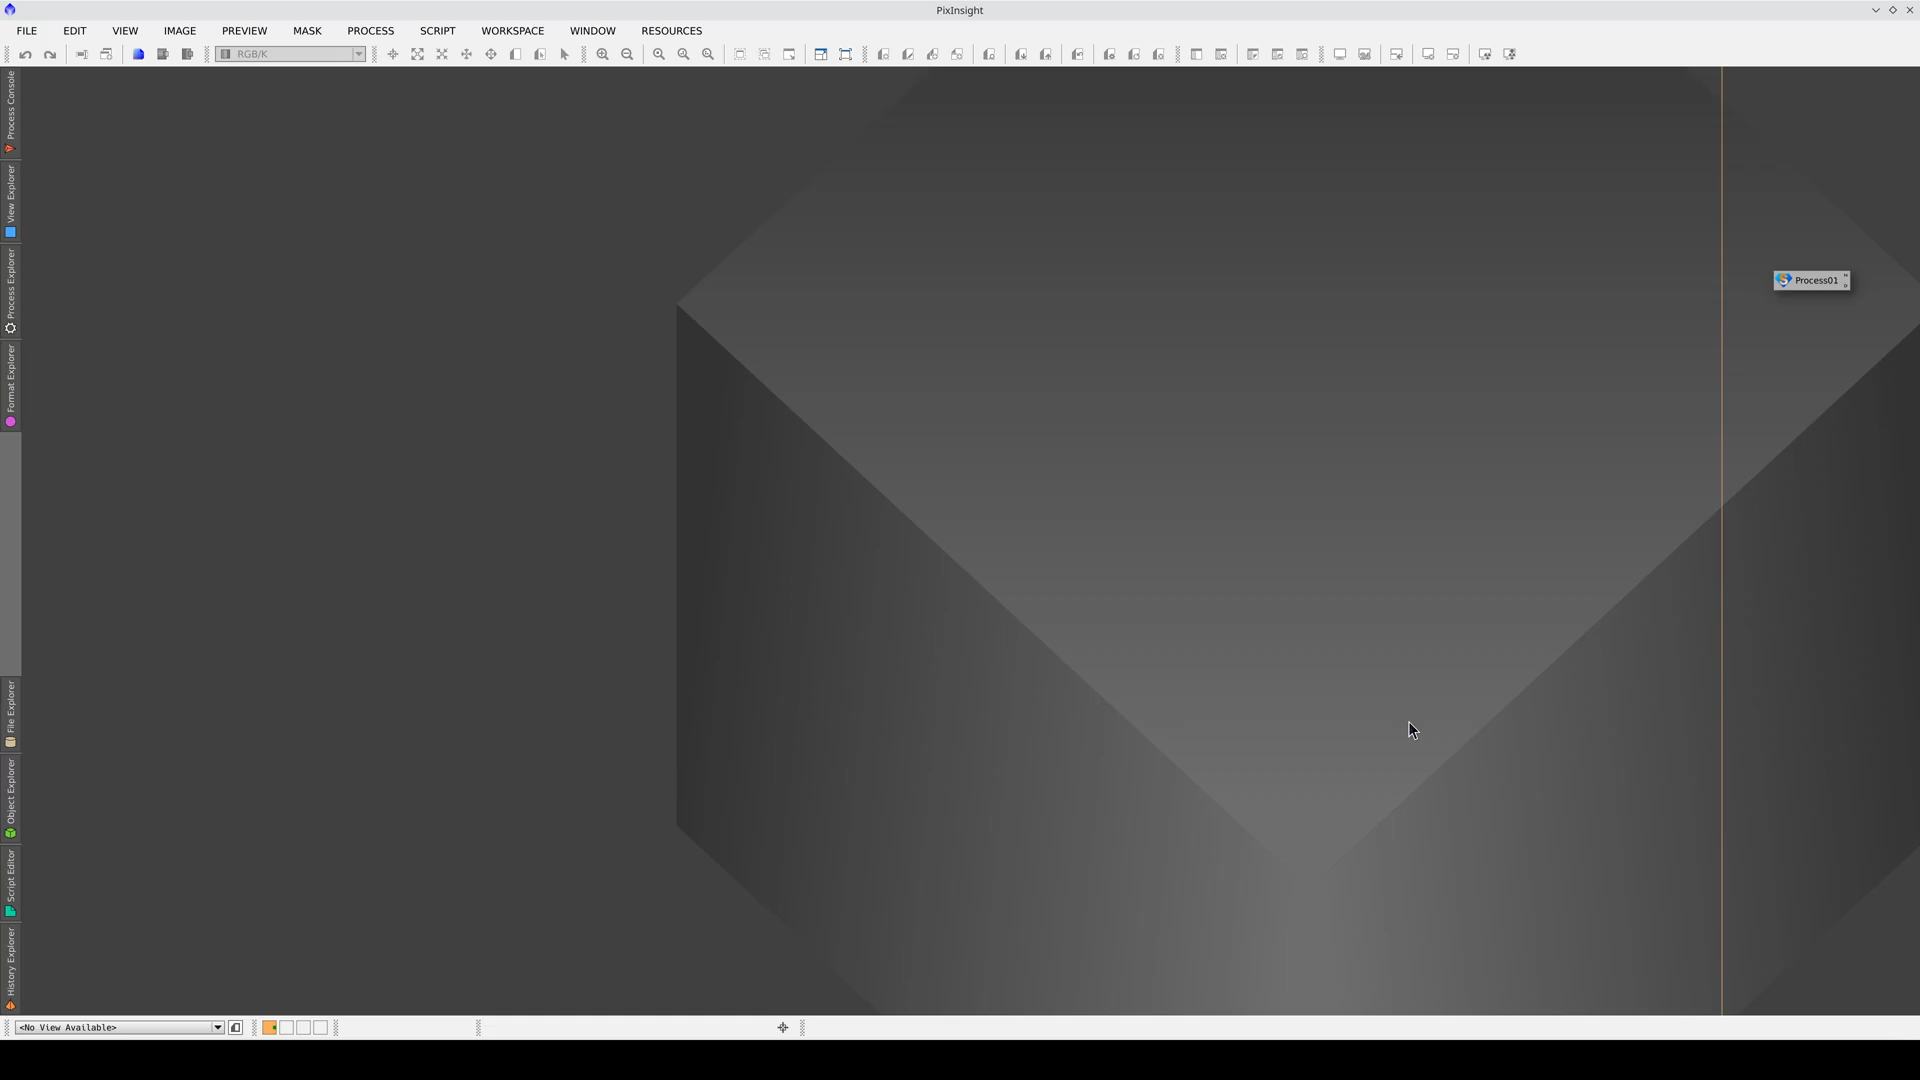 PixInsight
FILE EDIT VIEW IMAGE PREVIEW MASK PROCESS SCRIPT WORKSPACE WINDOW RESOURCES
RGB/K
Process Console
View Explorer
Process Explorer
Format Explorer
File Explorer
Object Explorer
Script Editor
History Explorer
Process01
<No View Available>